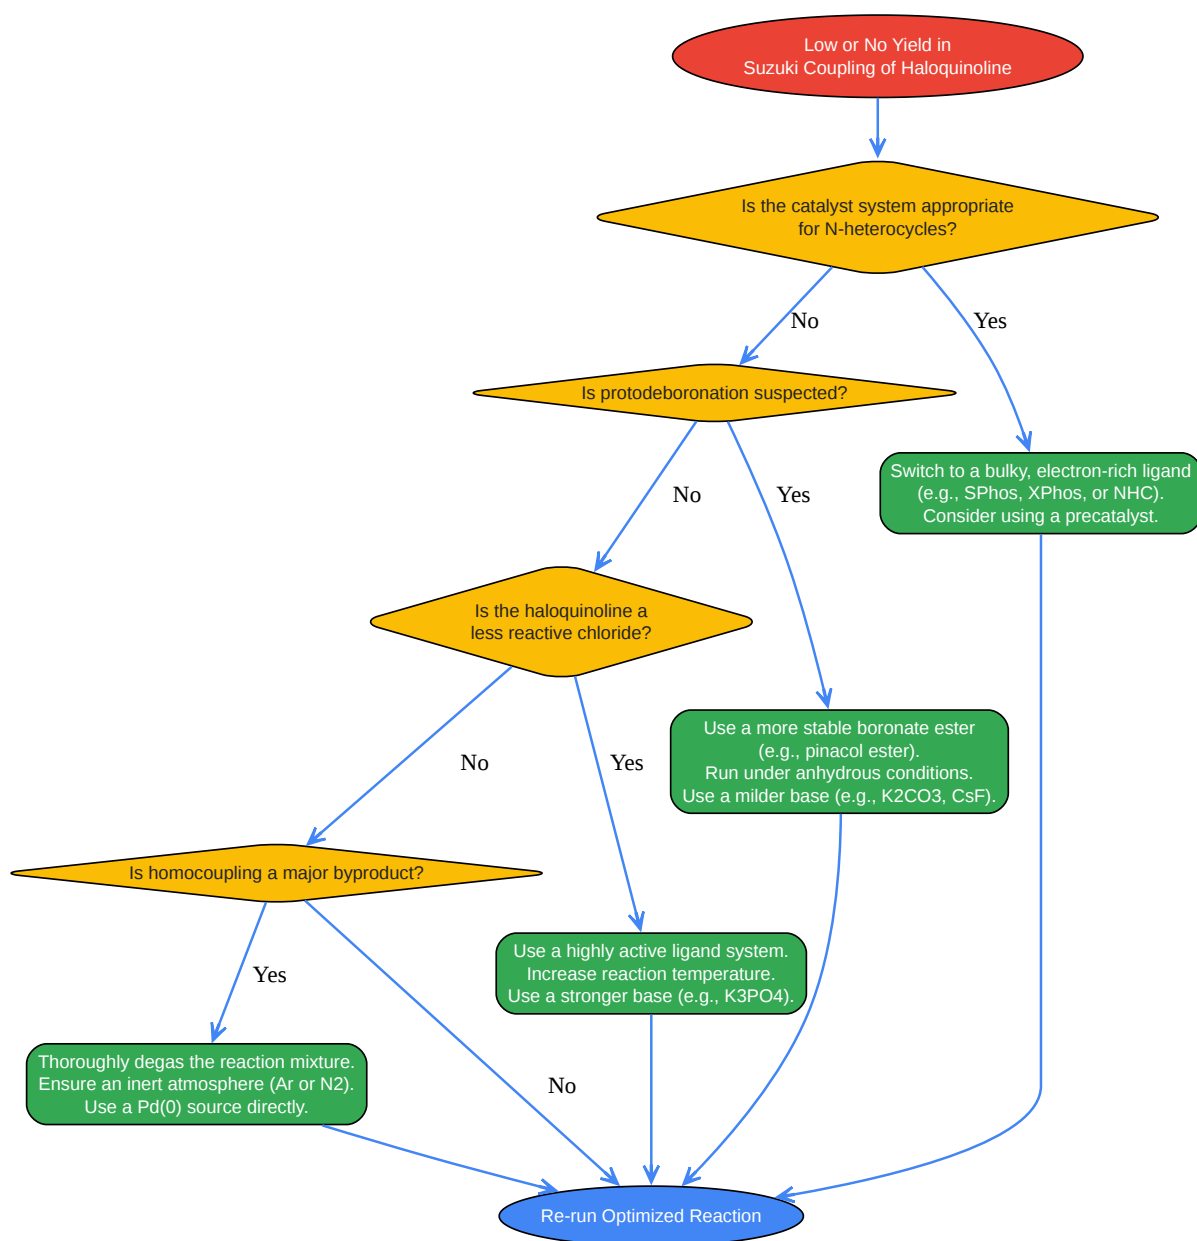 Low or No Yield in
Suzuki Coupling of Haloquinoline
Is the catalyst system appropriate
for N-heterocycles?
No
Yes
Is protodeboronation suspected?
Switch to a bulky, electron-rich ligand
(e.g., SPhos, XPhos, or NHC).
Consider using a precatalyst.
No
Yes
Is the haloquinoline a
less reactive chloride?
Use a more stable boronate ester
(e.g., pinacol ester).
Run under anhydrous conditions.
Use a milder base (e.g., K2CO3, CsF).
No
Yes
Is homocoupling a major byproduct?
Use a highly active ligand system.
Increase reaction temperature.
Use a stronger base (e.g., K3PO4).
Yes
Thoroughly degas the reaction mixture.
Ensure an inert atmosphere (Ar or N2).
Use a Pd(0) source directly.
No
Re-run Optimized Reaction